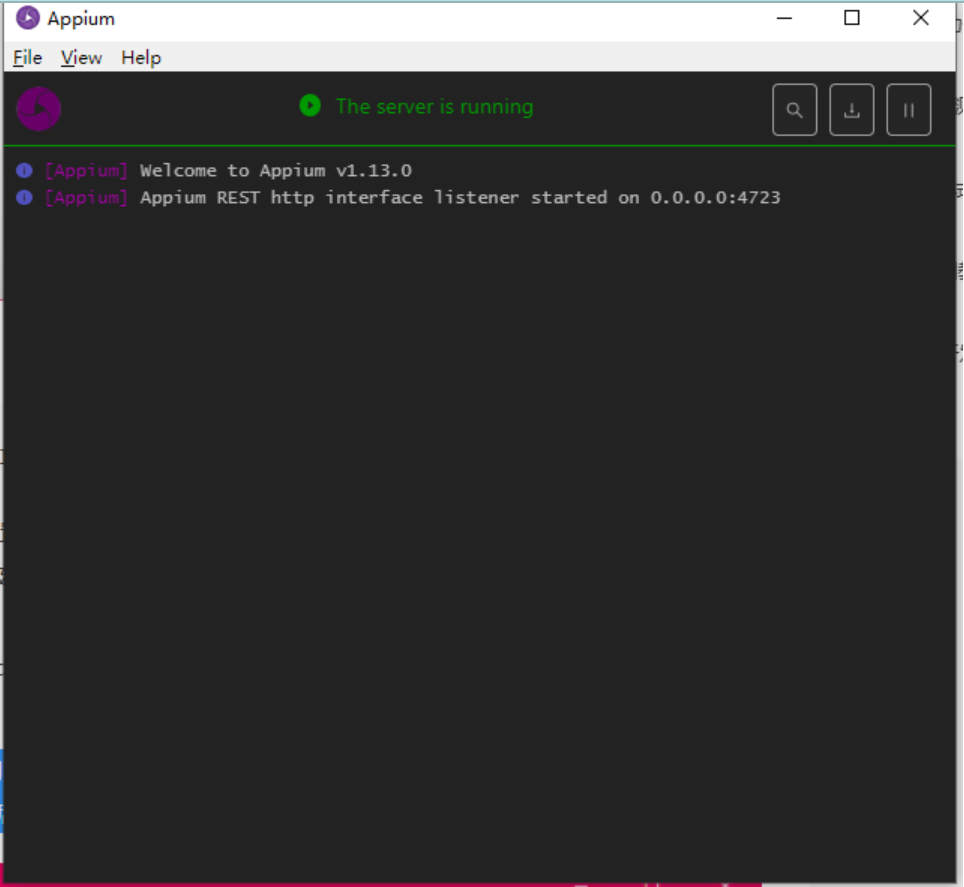 Appium
File View Help
The server is running
[Appium] Welcome to Appium v1.13.0
[Appium] Appium REST http interface listener started on 0.0.0.0:4723